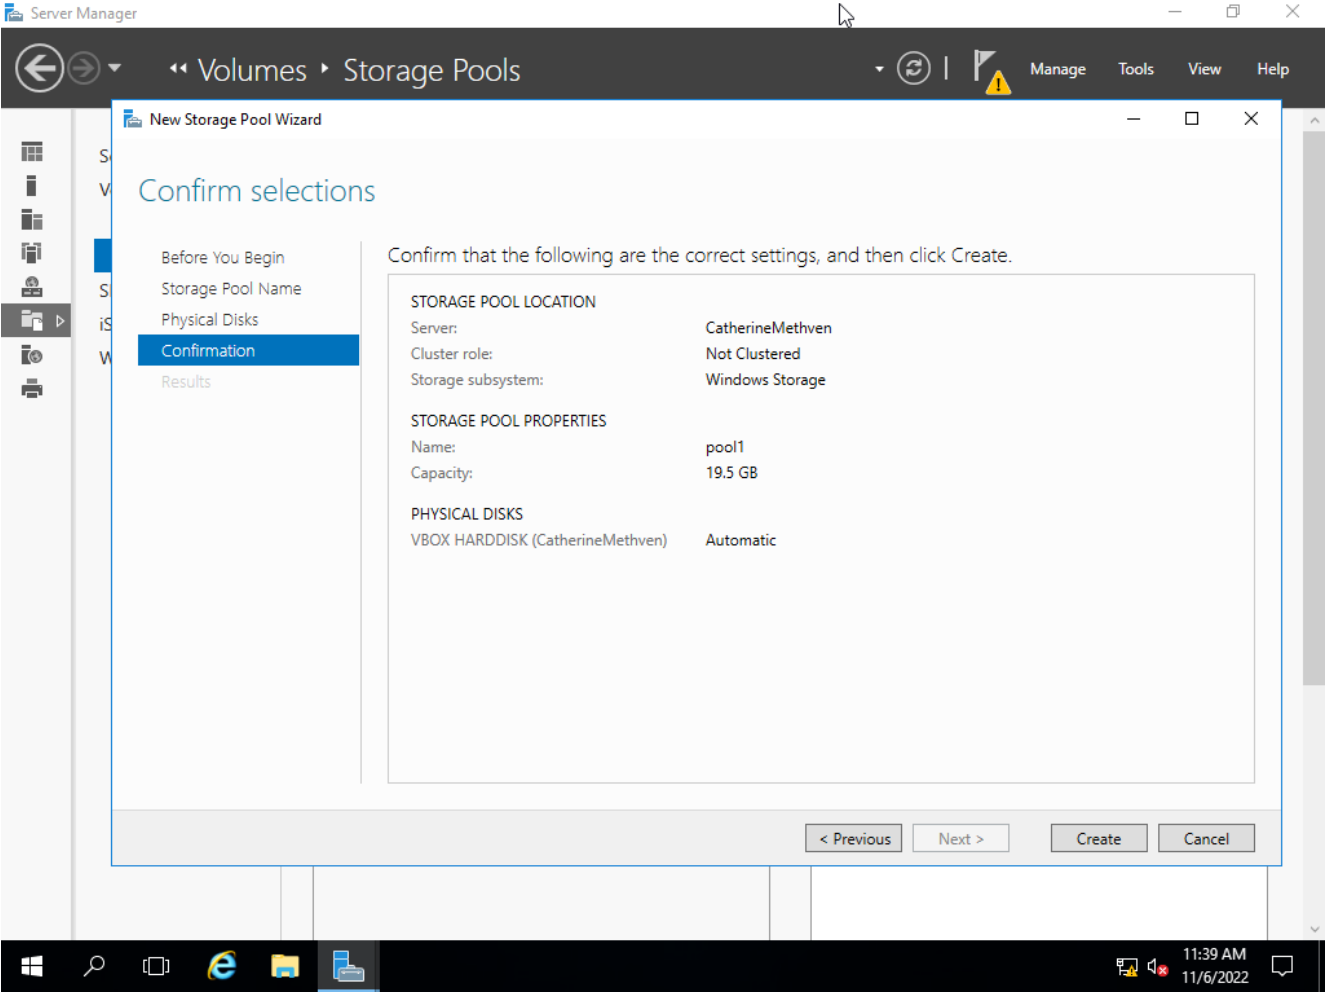 Server Manager
Volumes Storage Pools
Manage Tools View Help
New Storage Pool Wizard
Confirm selections
Before You Begin
Storage Pool Name
Physical Disks
Confirmation
Results
Confirm that the following are the correct settings, and then click Create.
STORAGE POOL LOCATION
Server: CatherineMethven
Cluster role: Not Clustered
Storage subsystem: Windows Storage
STORAGE POOL PROPERTIES
Name: pool1
Capacity: 19.5 GB
PHYSICAL DISKS
VBOX HARDDISK (CatherineMethven) Automatic
< Previous Next > Create Cancel
11:39 AM
11/6/2022